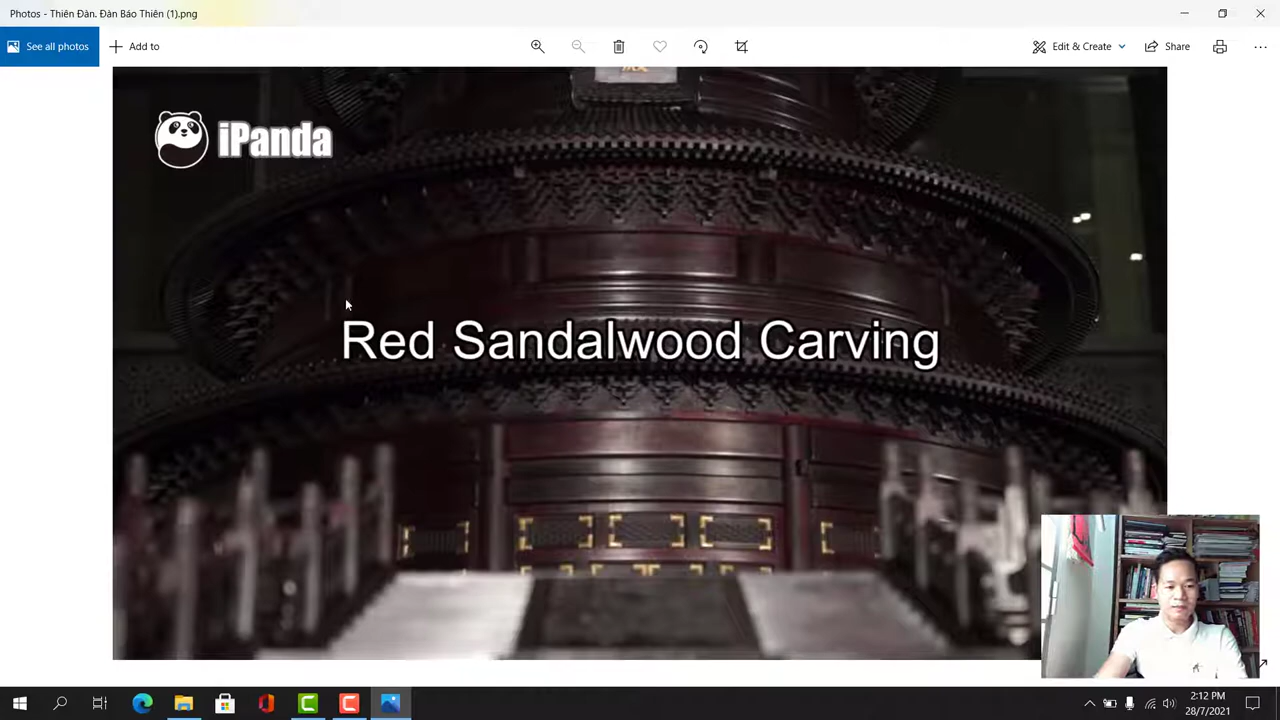 Photos - Thiên Đàn. Đàn Báo Thiên (1).png
See all photos
Add to
Edit & Create
Share
iPanda
Red Sandalwood Carving
2:12 PM
28/7/2021